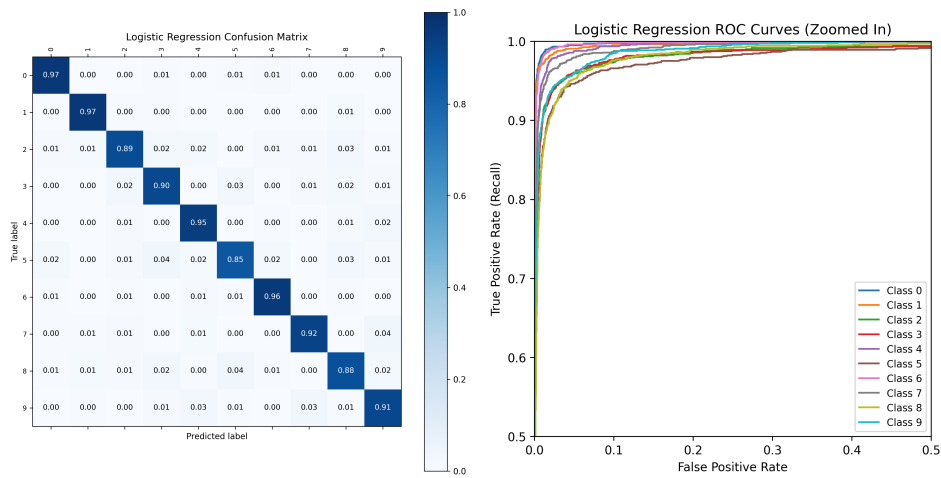 Logistic Regression Confusion Matrix
0 1 2 3 4 5 6 7 8 9
0 0.97 0.00 0.00 0.01 0.00 0.01 0.01 0.00 0.00 0.00
1 0.00 0.97 0.00 0.00 0.00 0.00 0.00 0.00 0.01 0.00
2 0.01 0.01 0.89 0.02 0.02 0.00 0.01 0.01 0.03 0.01
3 0.00 0.00 0.02 0.90 0.00 0.03 0.00 0.01 0.02 0.01
4 0.00 0.00 0.01 0.00 0.95 0.00 0.00 0.00 0.01 0.02
5 0.02 0.00 0.01 0.04 0.02 0.85 0.02 0.00 0.03 0.01
6 0.01 0.00 0.01 0.00 0.01 0.01 0.96 0.00 0.00 0.00
7 0.00 0.01 0.01 0.00 0.01 0.00 0.00 0.92 0.00 0.04
8 0.01 0.01 0.01 0.02 0.00 0.04 0.01 0.00 0.88 0.02
9 0.00 0.00 0.00 0.01 0.03 0.01 0.00 0.03 0.01 0.91
True label
Predicted label
1.0
0.8
0.6
0.4
0.2
0.0
Logistic Regression ROC Curves (Zoomed In)
True Positive Rate (Recall)
1.0
0.9
0.8
0.7
0.6
0.5
Class 0
Class 1
Class 2
Class 3
Class 4
Class 5
Class 6
Class 7
Class 8
Class 9
0.0 0.1 0.2 0.3 0.4 0.5
False Positive Rate